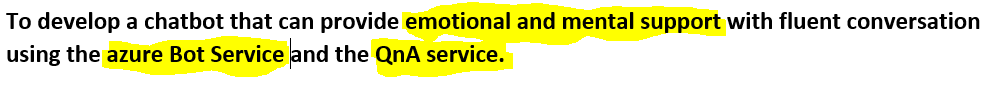 To develop a chatbot that can provide emotional and mental support with fluent conversation
using the azure Bot Service and the QnA service.